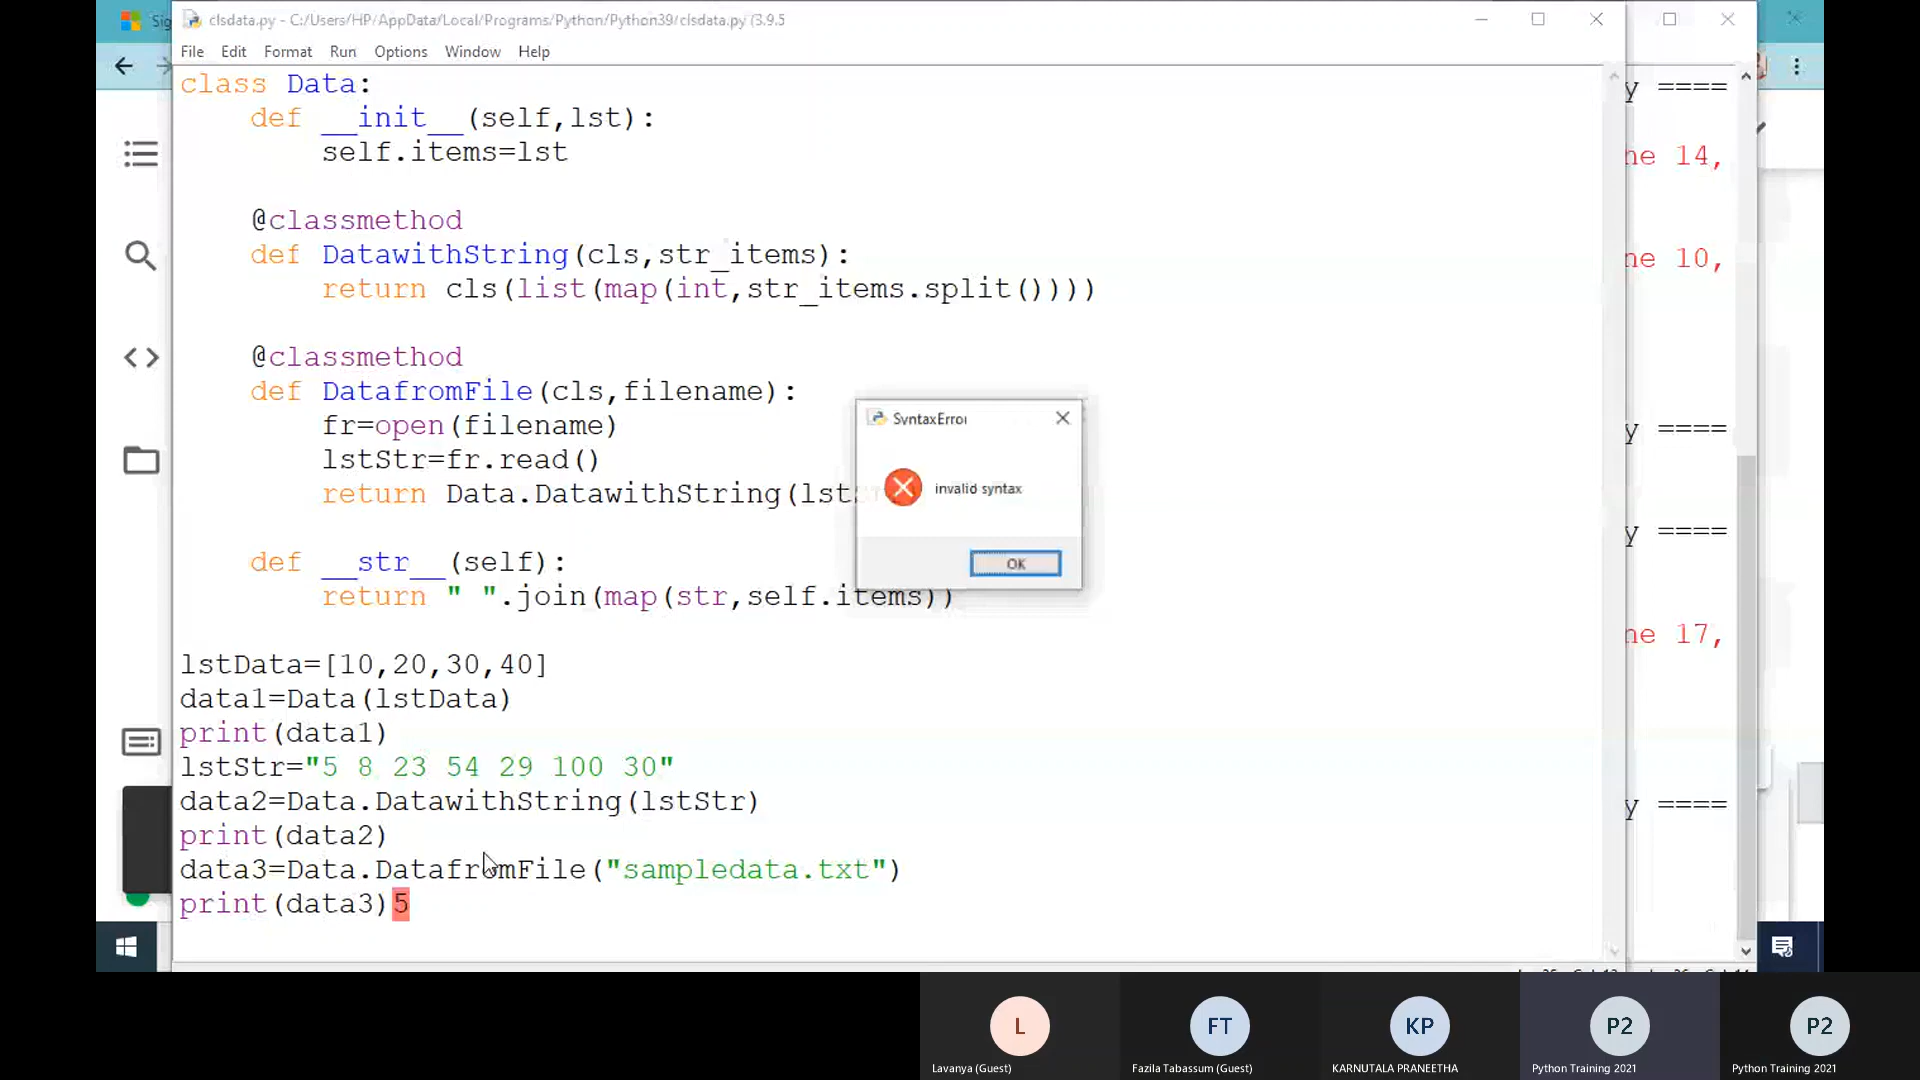 Sig
clsdata.py - C:/Users/HP/AppData/Local/Programs/Python/Python39/clsdata.py (3.9.5
File Edit Format Run Options Window Help
class Data:
    def __init__(self,lst):
        self.items=lst
    @classmethod
    def DatawithString(cls,str_items):
        return cls(list(map(int,str_items.split())))
    @classmethod
    def DatafromFile(cls,filename):
        fr=open(filename)
        lstStr=fr.read()
        return Data.DatawithString(lstS
    def __str__(self):
        return " ".join(map(str,self.items))
lstData=[10,20,30,40]
data1=Data(lstData)
print(data1)
lstStr="5 8 23 54 29 100 30"
data2=Data.DatawithString(lstStr)
print(data2)
data3=Data.DatafromFile("sampledata.txt")
print(data3)5
SyntaxError
invalid syntax
OK
y ====
ne 14,
ne 10,
y ====
y ====
ne 17,
y ====
L
Lavanya (Guest)
FT
Fazila Tabassum (Guest)
KP
KARNUTALA PRANEETHA
P2
Python Training 2021
P2
Python Training 2021